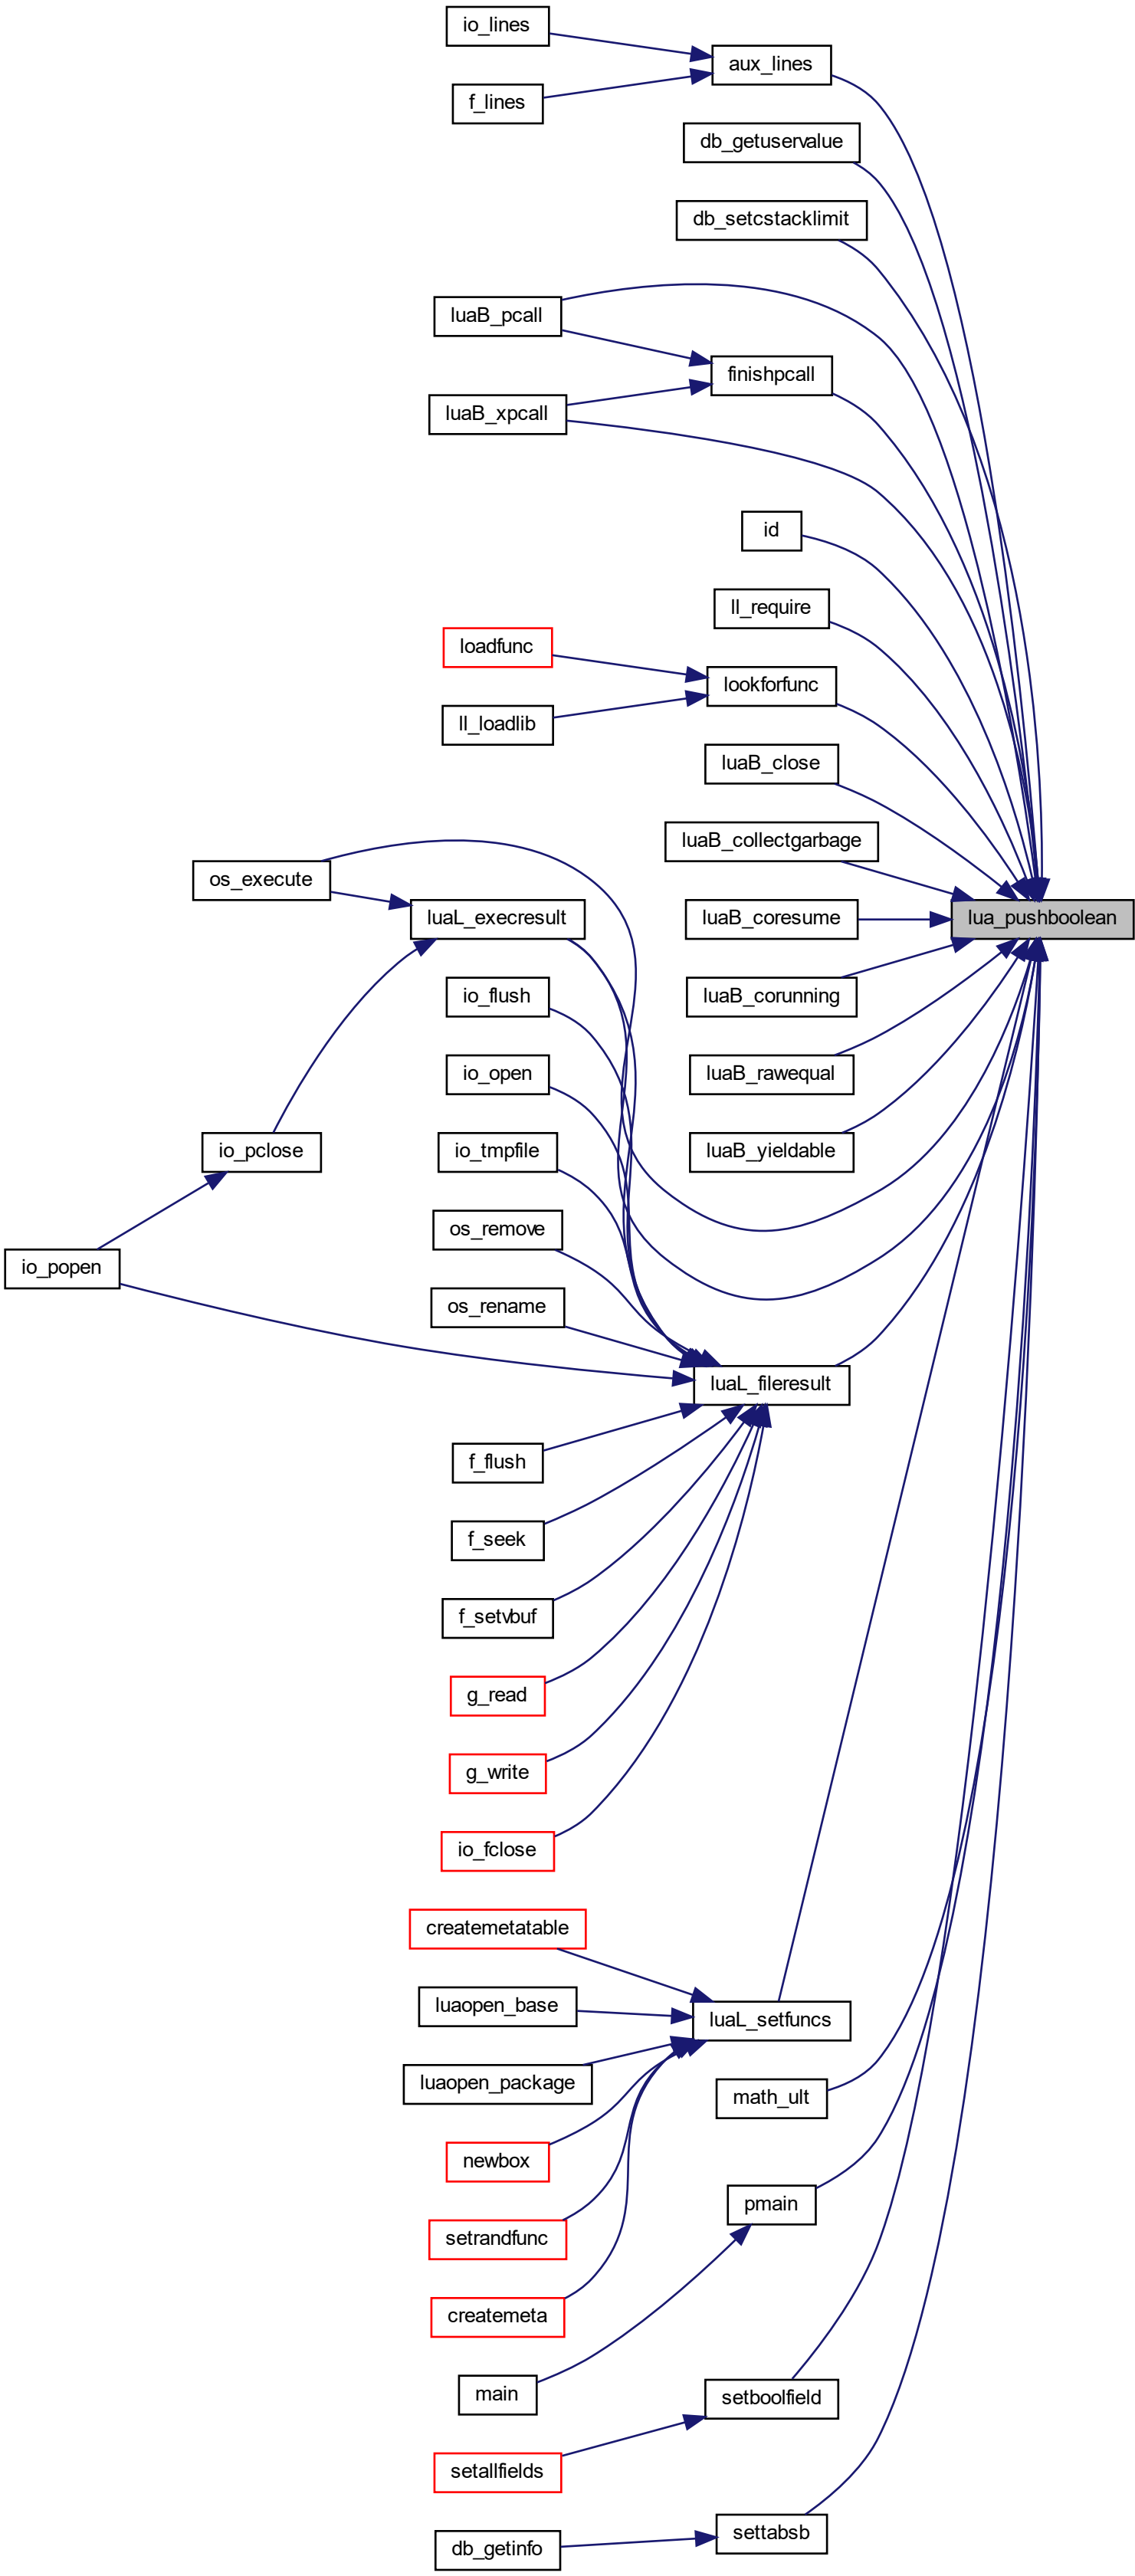 io_lines
aux_lines
f_lines
db_getuservalue
db_setcstacklimit
luaB_pcall
finishpcall
luaB_xpcall
id
ll_require
loadfunc
lookforfunc
ll_loadlib
luaB_close
luaB_collectgarbage
os_execute
luaL_execresult
luaB_coresume
lua_pushboolean
io_flush
luaB_corunning
io_open
luaB_rawequal
io_pclose
io_tmpfile
luaB_yieldable
os_remove
io_popen
os_rename
luaL_fileresult
f_flush
f_seek
f_setvbuf
g_read
g_write
io_fclose
createmetatable
luaopen_base
luaL_setfuncs
luaopen_package
math_ult
newbox
pmain
setrandfunc
createmeta
main
setboolfield
setallfields
settabsb
db_getinfo